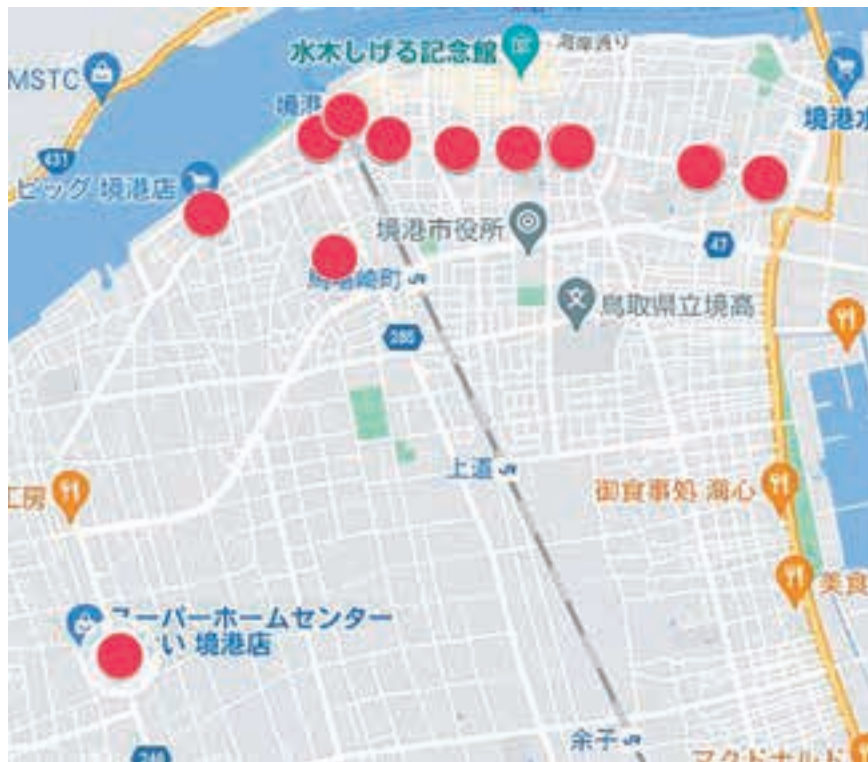 水木しげる記念館
海岸通り
MSTC
境港
境港水
431
ビッグ 境港店
境港市役所
47
馬場崎町
鳥取県立境高
285
上道
工房
御食事処 海心
美食
スーパーホームセンター
い 境港店
余子
マクドナルド